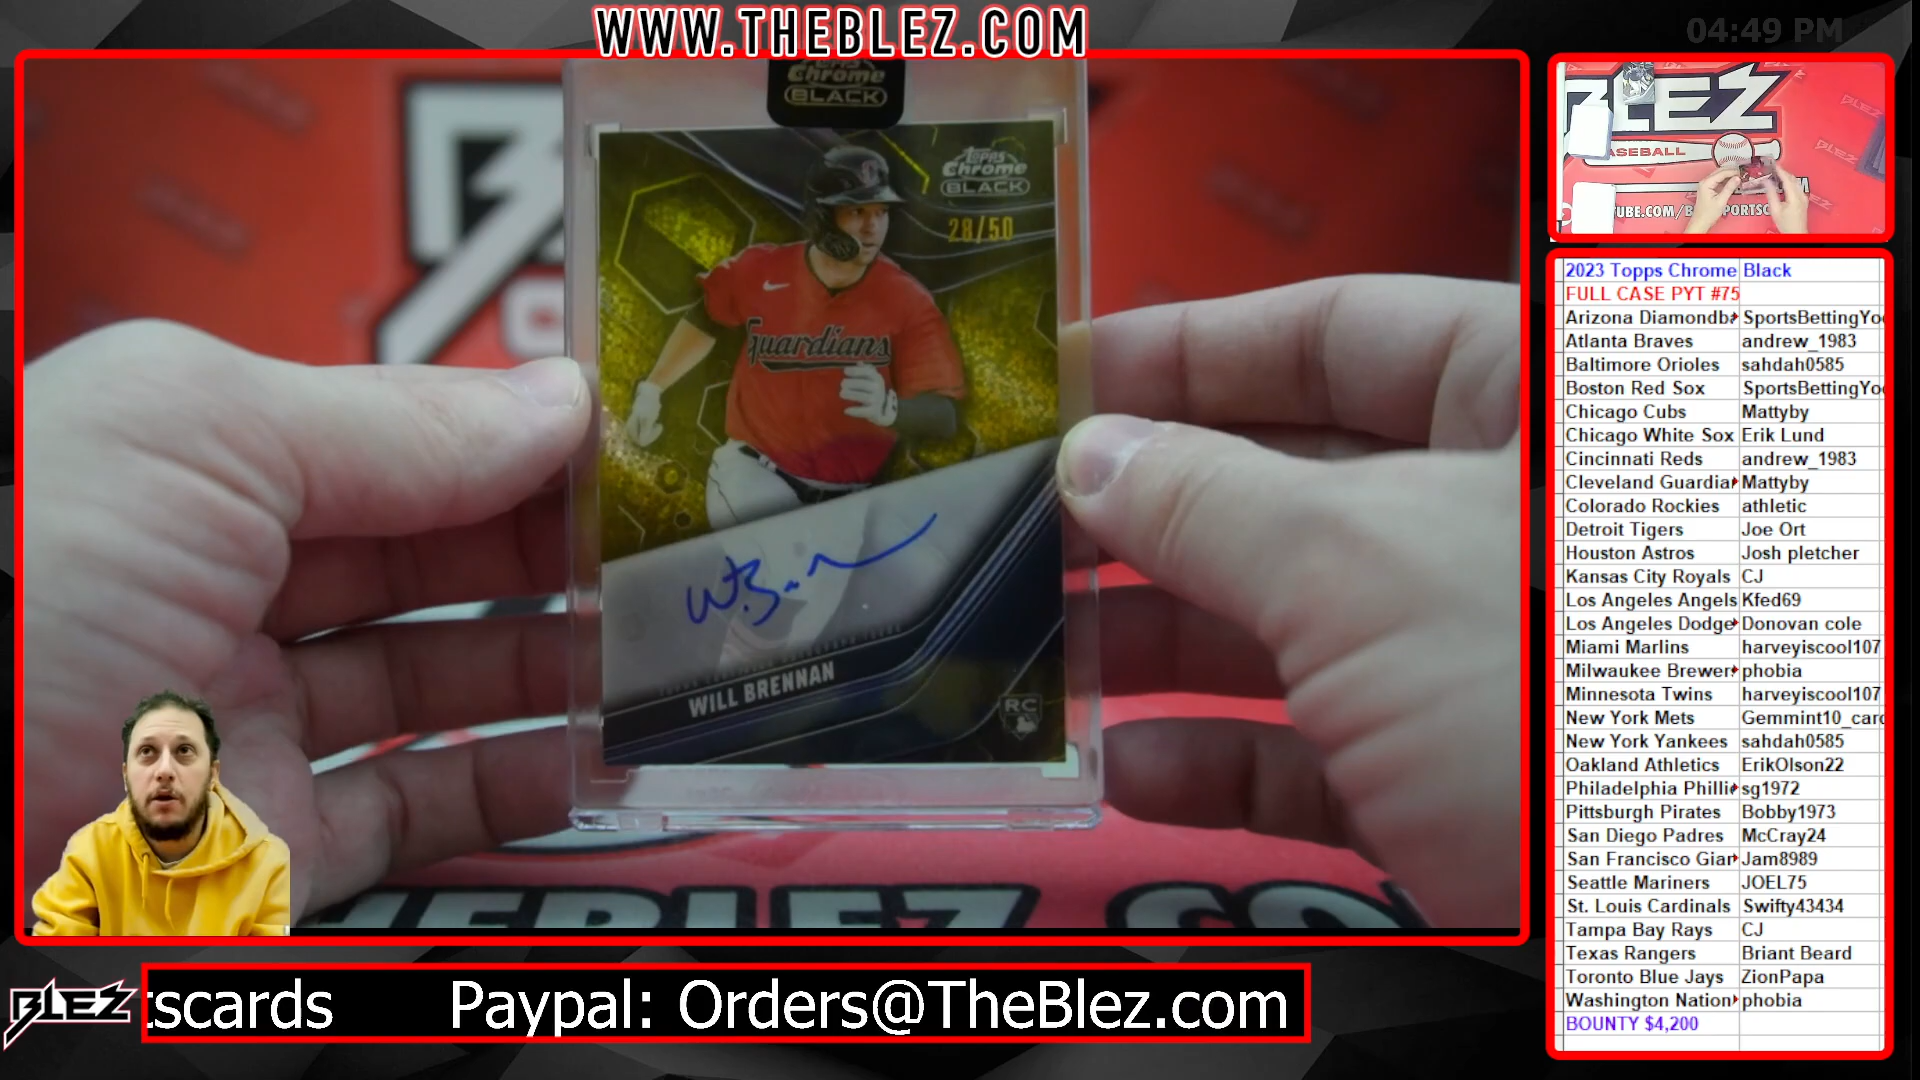 WWW.THEBLEZ.COM
04:49 PM
Topps
Chrome
BLACK
Topps
Chrome
BLACK
28/50
Guardians
W.B
WILL BRENNAN
RC
BLEZ
BASEBALL
2023 Topps Chrome Black
FULL CASE PYT #75
Arizona Diamondba SportsBettingYo
Atlanta Braves andrew_1983
Baltimore Orioles sahdah0585
Boston Red Sox SportsBettingYo
Chicago Cubs Mattyby
Chicago White Sox Erik Lund
Cincinnati Reds andrew_1983
Cleveland Guardia Mattyby
Colorado Rockies athletic
Detroit Tigers Joe Ort
Houston Astros Josh pletcher
Kansas City Royals CJ
Los Angeles Angels Kfed69
Los Angeles Dodge Donovan cole
Miami Marlins harveyiscool107
Milwaukee Brewer phobia
Minnesota Twins harveyiscool107
New York Mets Gemmint10_card
New York Yankees sahdah0585
Oakland Athletics ErikOlson22
Philadelphia Phillie sg1972
Pittsburgh Pirates Bobby1973
San Diego Padres McCray24
San Francisco Gian Jam8989
Seattle Mariners JOEL75
St. Louis Cardinals Swifty43434
Tampa Bay Rays CJ
Texas Rangers Briant Beard
Toronto Blue Jays ZionPapa
Washington Nation phobia
BOUNTY $4,200
THEBLEZ.CO
BLEZ
tscards Paypal: Orders@TheBlez.com